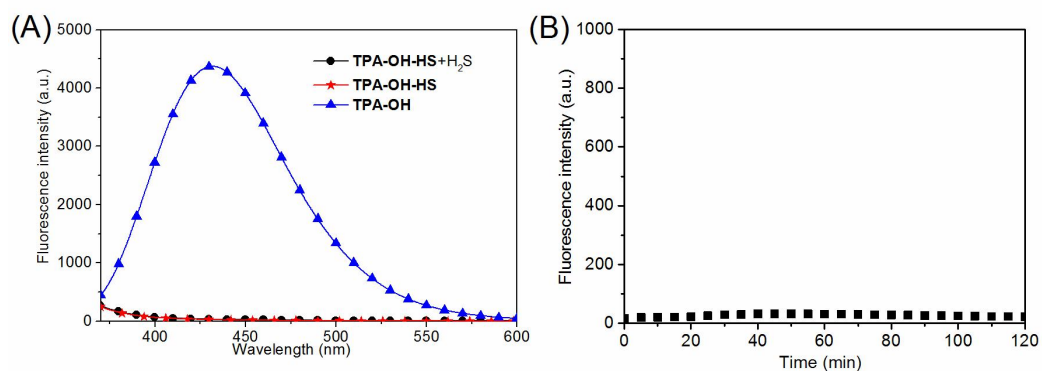 (A)
5000
4000
3000
2000
1000
0
Fluorescence intensity (a.u.)
TPA-OH-HS+H₂S
TPA-OH-HS
TPA-OH
400 450 500 550 600
Wavelength (nm)
(B)
1000
800
600
400
200
0
Fluorescence intensity (a.u.)
0 20 40 60 80 100 120
Time (min)